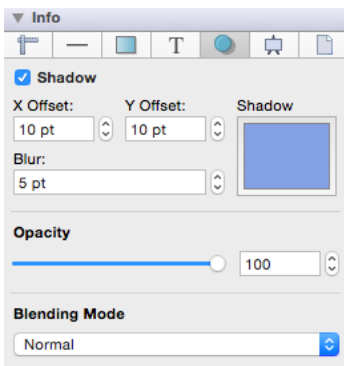 Info
T
Shadow
X Offset: Y Offset: Shadow
10 pt 10 pt
Blur:
5 pt
Opacity
100
Blending Mode
Normal